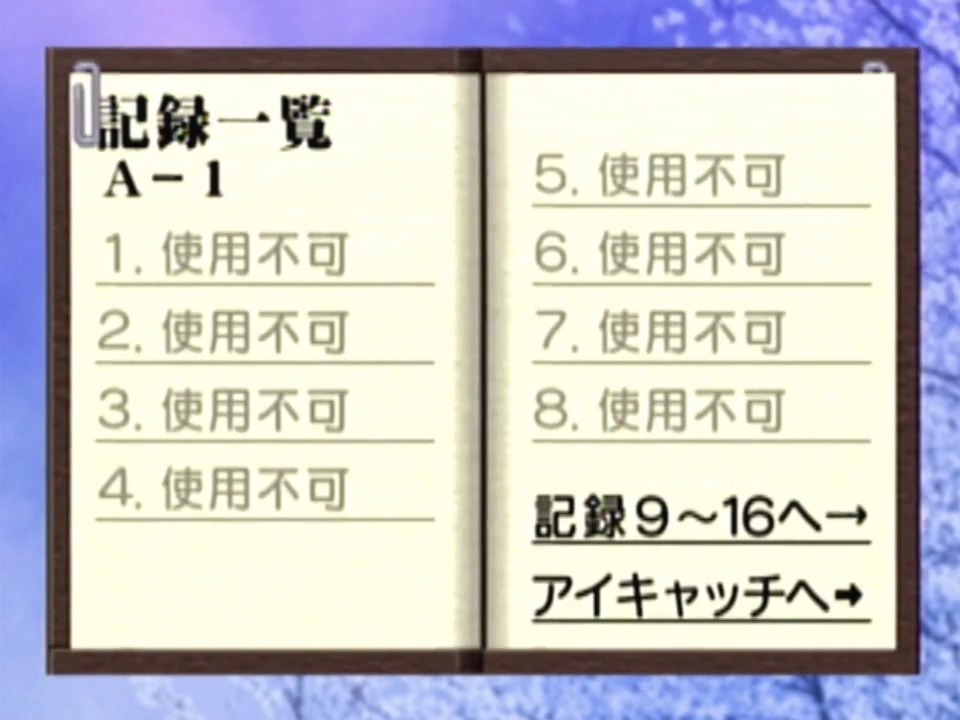 記録一覧
A－1
1. 使用不可
2. 使用不可
3. 使用不可
4. 使用不可
5. 使用不可
6. 使用不可
7. 使用不可
8. 使用不可
記録9～16へ→
アイキャッチへ➡